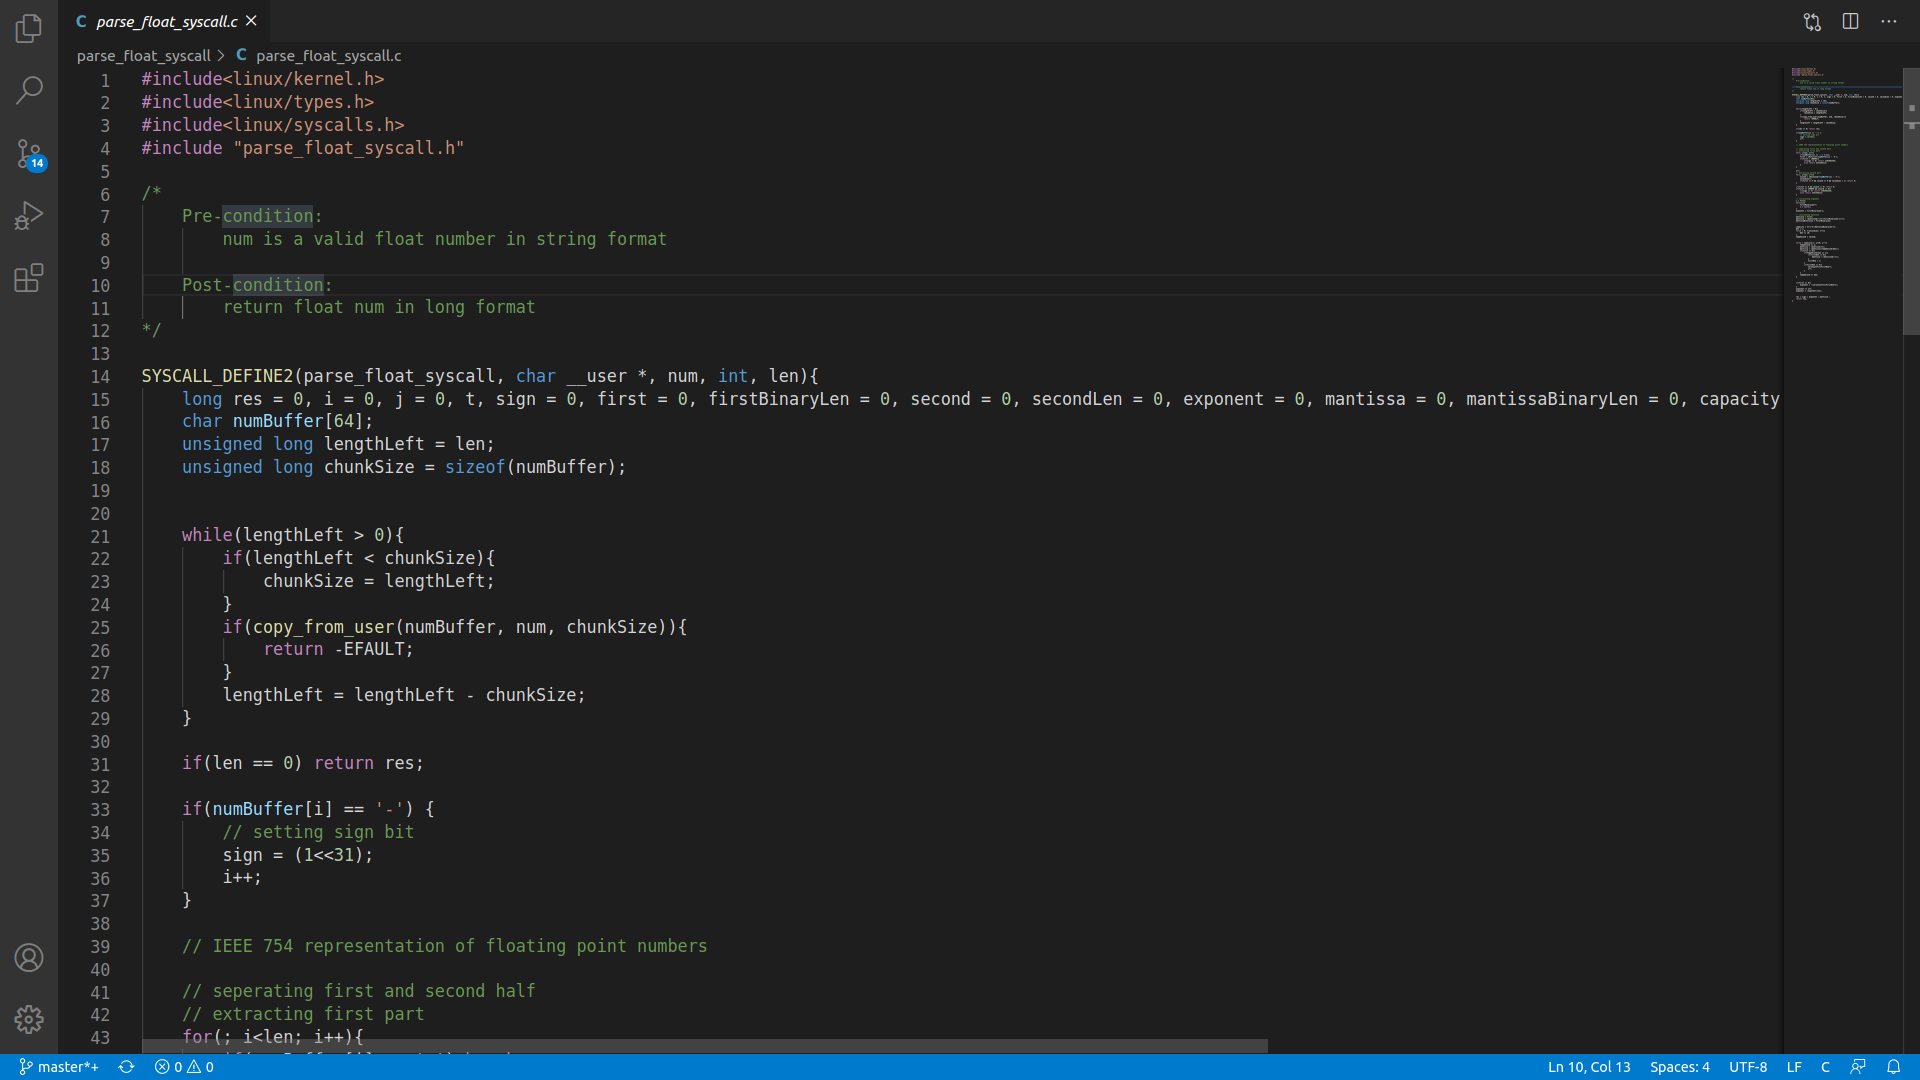 C parse_float_syscall.c
parse_float_syscall > C parse_float_syscall.c
1 #include<linux/kernel.h>
2 #include<linux/types.h>
3 #include<linux/syscalls.h>
4 #include "parse_float_syscall.h"
5
6 /*
7 Pre-condition:
8 num is a valid float number in string format
9
10 Post-condition:
11 return float num in long format
12 */
13
14 SYSCALL_DEFINE2(parse_float_syscall, char __user *, num, int, len){
15 long res = 0, i = 0, j = 0, t, sign = 0, first = 0, firstBinaryLen = 0, second = 0, secondLen = 0, exponent = 0, mantissa = 0, mantissaBinaryLen = 0, capacity
16 char numBuffer[64];
17 unsigned long lengthLeft = len;
18 unsigned long chunkSize = sizeof(numBuffer);
19
20
21 while(lengthLeft > 0){
22 if(lengthLeft < chunkSize){
23 chunkSize = lengthLeft;
24 }
25 if(copy_from_user(numBuffer, num, chunkSize)){
26 return -EFAULT;
27 }
28 lengthLeft = lengthLeft - chunkSize;
29 }
30
31 if(len == 0) return res;
32
33 if(numBuffer[i] == '-') {
34 // setting sign bit
35 sign = (1<<31);
36 i++;
37 }
38
39 // IEEE 754 representation of floating point numbers
40
41 // seperating first and second half
42 // extracting first part
43 for(; i<len; i++){
14
master*+ 0 0 Ln 10, Col 13 Spaces: 4 UTF-8 LF C